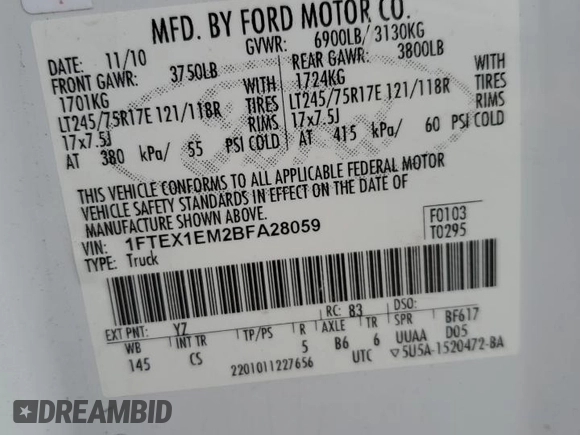 MFD. BY FORD MOTOR CO.
DATE: 11/10 GVWR: 6900LB/ 3130KG
FRONT GAWR: 3750LB REAR GAWR: 3800LB
1701KG WITH 1724KG WITH
LT245/75R17E 121/118R TIRES LT245/75R17E 121/118R TIRES
17x7.5J RIMS 17x7.5J RIMS
AT 380 kPa/ 55 PSI COLD AT 415 kPa/ 60 PSI COLD
THIS VEHICLE CONFORMS TO ALL APPLICABLE FEDERAL MOTOR
VEHICLE SAFETY STANDARDS IN EFFECT ON THE DATE OF
MANUFACTURE SHOWN ABOVE.
VIN: 1FTEX1EM2BFA28059 F0103
TYPE: Truck T0295
EXT PNT: YZ RC: 83 DSO:
WB INT TR TP/PS R AXLE TR SPR BF617
145 CS 5 B6 6 UUAA D05
2201011227656 UTC ▽5U5A-1520472-BA
DREAMBID